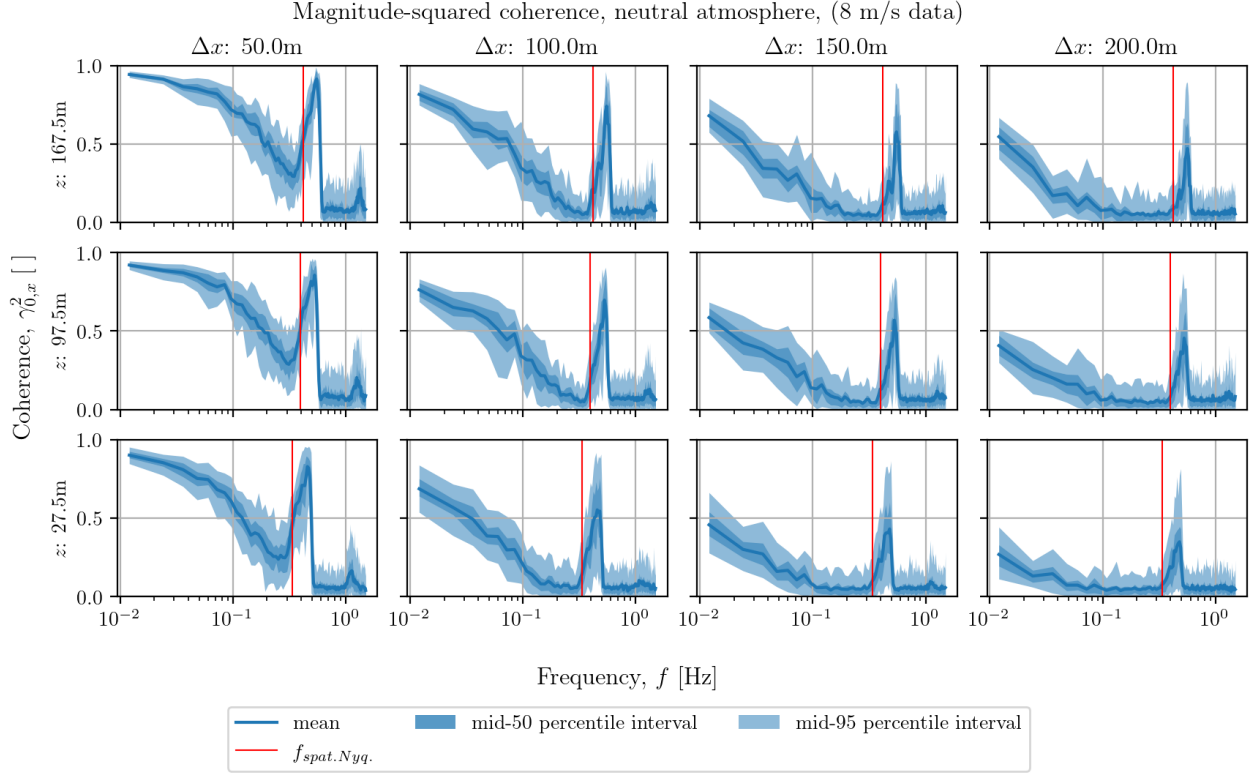 Magnitude-squared coherence, neutral atmosphere, (8 m/s data)
Δx: 50.0m Δx: 100.0m Δx: 150.0m Δx: 200.0m
Coherence, γ²₀,ₓ [ ]
z: 167.5m
1.0
0.5
0.0
z: 97.5m
1.0
0.5
0.0
z: 27.5m
1.0
0.5
0.0
10⁻² 10⁻¹ 10⁰ 10⁻² 10⁻¹ 10⁰ 10⁻² 10⁻¹ 10⁰ 10⁻² 10⁻¹ 10⁰
Frequency, f [Hz]
mean mid-50 percentile interval mid-95 percentile interval
f_spat.Nyq.